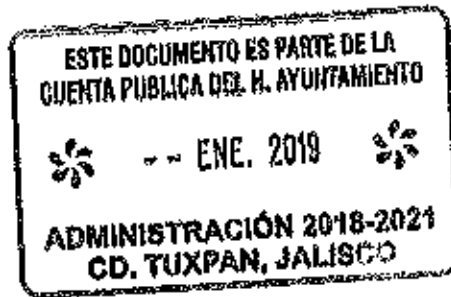 ESTE DOCUMENTO ES PARTE DE LA
CUENTA PUBLICA DEL H. AYUNTAMIENTO
-- ENE. 2019
ADMINISTRACIÓN 2018-2021
CD. TUXPAN, JALISCO